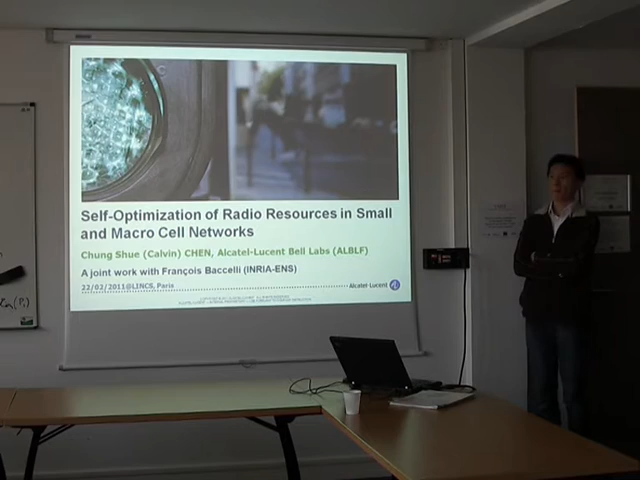 Self-Optimization of Radio Resources in Small
and Macro Cell Networks
Chung Shue (Calvin) CHEN, Alcatel-Lucent Bell Labs (ALBLF)
A joint work with François Baccelli (INRIA-ENS)
22/02/2011@LINCS, Paris
Alcatel-Lucent